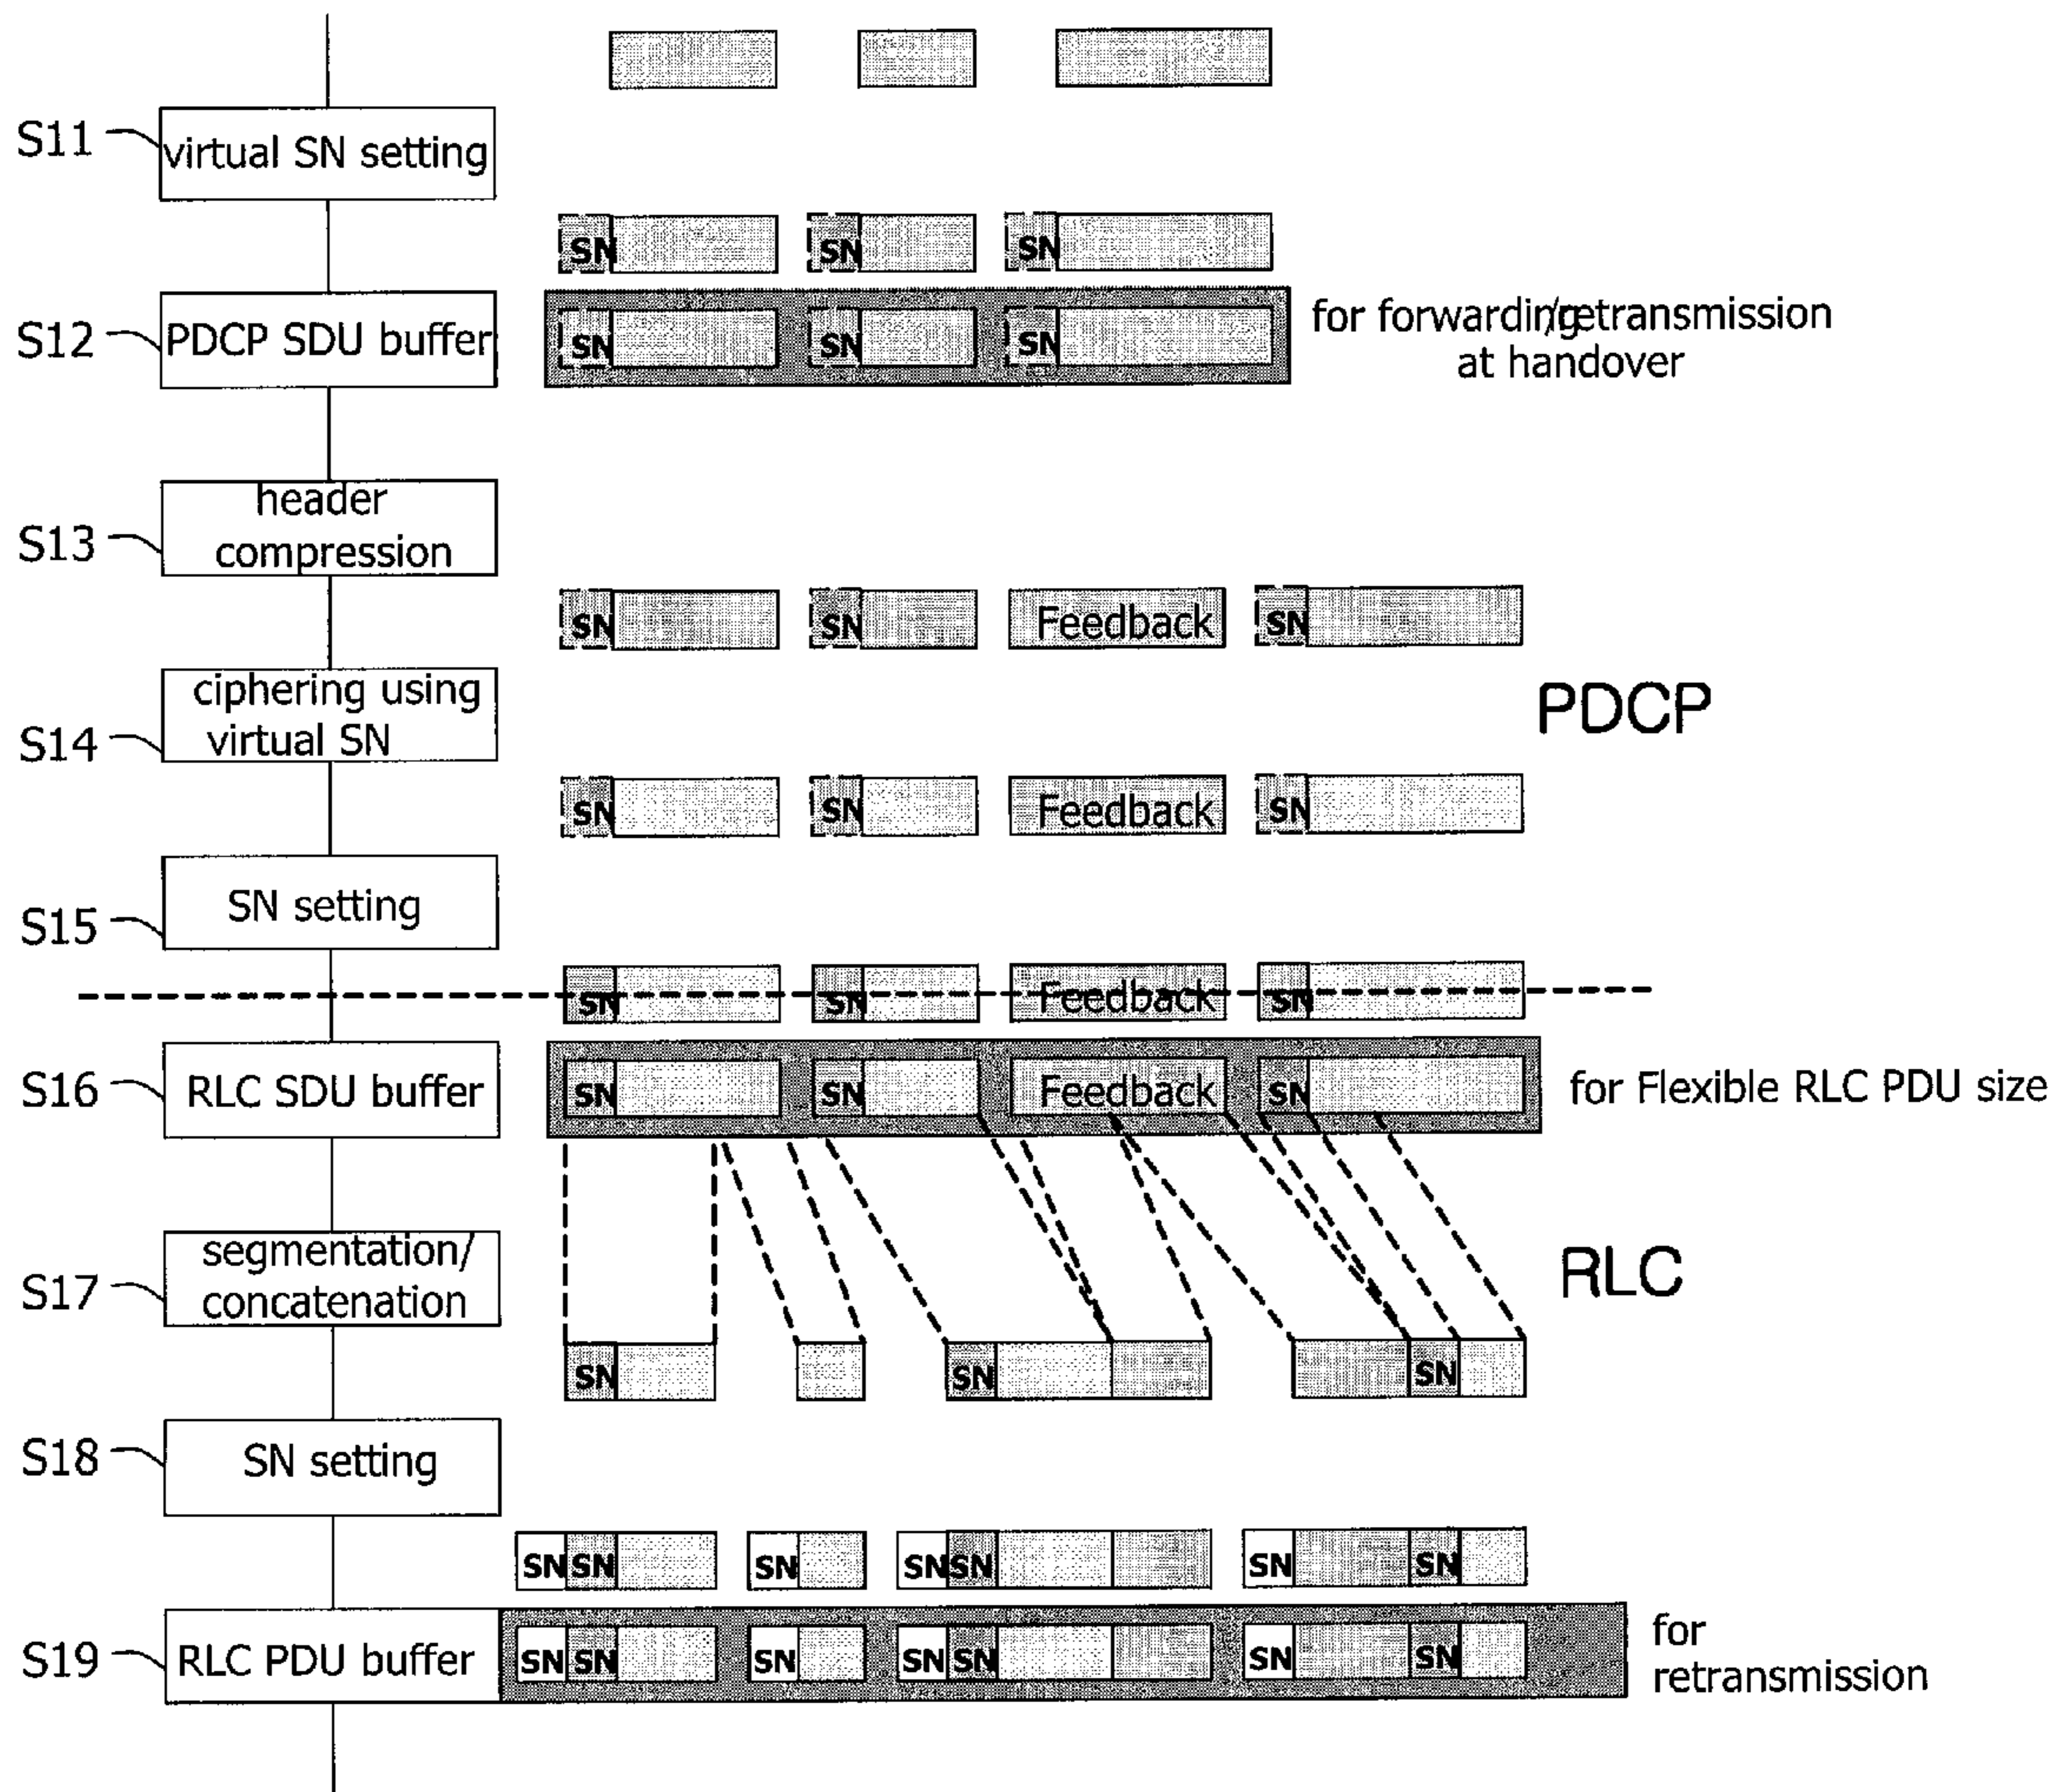 S11
virtual SN setting
SN SN SN
S12
PDCP SDU buffer
SN SN SN
for forwarding/retransmission
at handover
S13
header
compression
SN SN Feedback SN
S14
ciphering using
virtual SN
PDCP
SN SN Feedback SN
S15
SN setting
SN SN Feedback SN
S16
RLC SDU buffer
SN SN Feedback SN
for Flexible RLC PDU size
S17
segmentation/
concatenation
RLC
SN SN SN
S18
SN setting
SN SN SN SN SN SN SN
S19
RLC PDU buffer
SN SN SN SN SN SN SN
for
retransmission